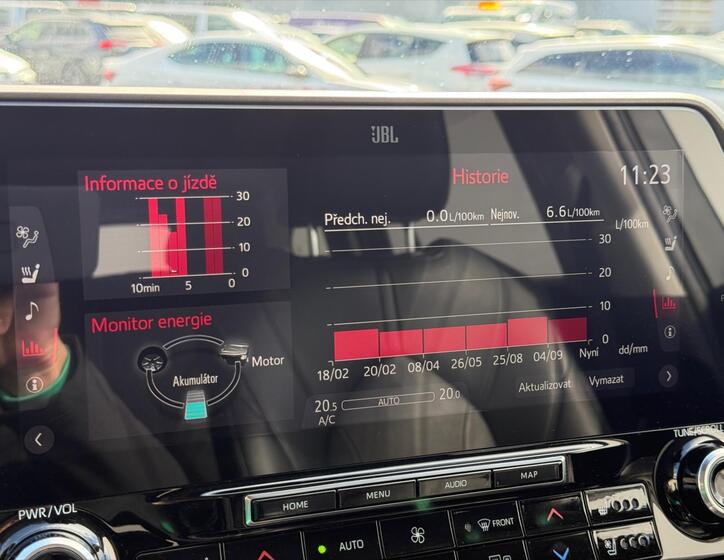 JBL
Informace o jízdě
30
20
10
0
10min 5 0
Monitor energie
Motor
Akumulátor
Historie
11:23
Předch. nej. 0.0 L/100km Nejnov. 6.6 L/100km
L/100km
30
20
10
0
18/02 20/02 08/04 26/05 25/08 04/09 Nyní dd/mm
Aktualizovat Vymazat
20.5 AUTO 20.0
A/C
HOME MENU AUDIO MAP
TUNE/SCROLL
PWR/VOL
AUTO
FRONT